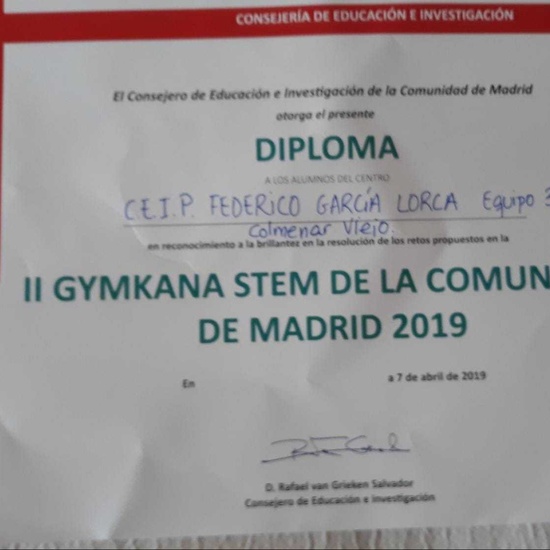 CONSEJERÍA DE EDUCACIÓN E INVESTIGACIÓN
El Consejero de Educación e Investigación de la Comunidad de Madrid
otorga el presente
DIPLOMA
A LOS ALUMNOS DEL CENTRO
C.E.I.P. FEDERICO GARCÍA LORCA Equipo
Colmenar Viejo.
en reconocimiento a la brillantez en la resolución de los retos propuestos en la
II GYMKANA STEM DE LA COMUN
DE MADRID 2019
En a 7 de abril de 2019
D. Rafael van Grieken Salvador
Consejero de Educación e Investigación